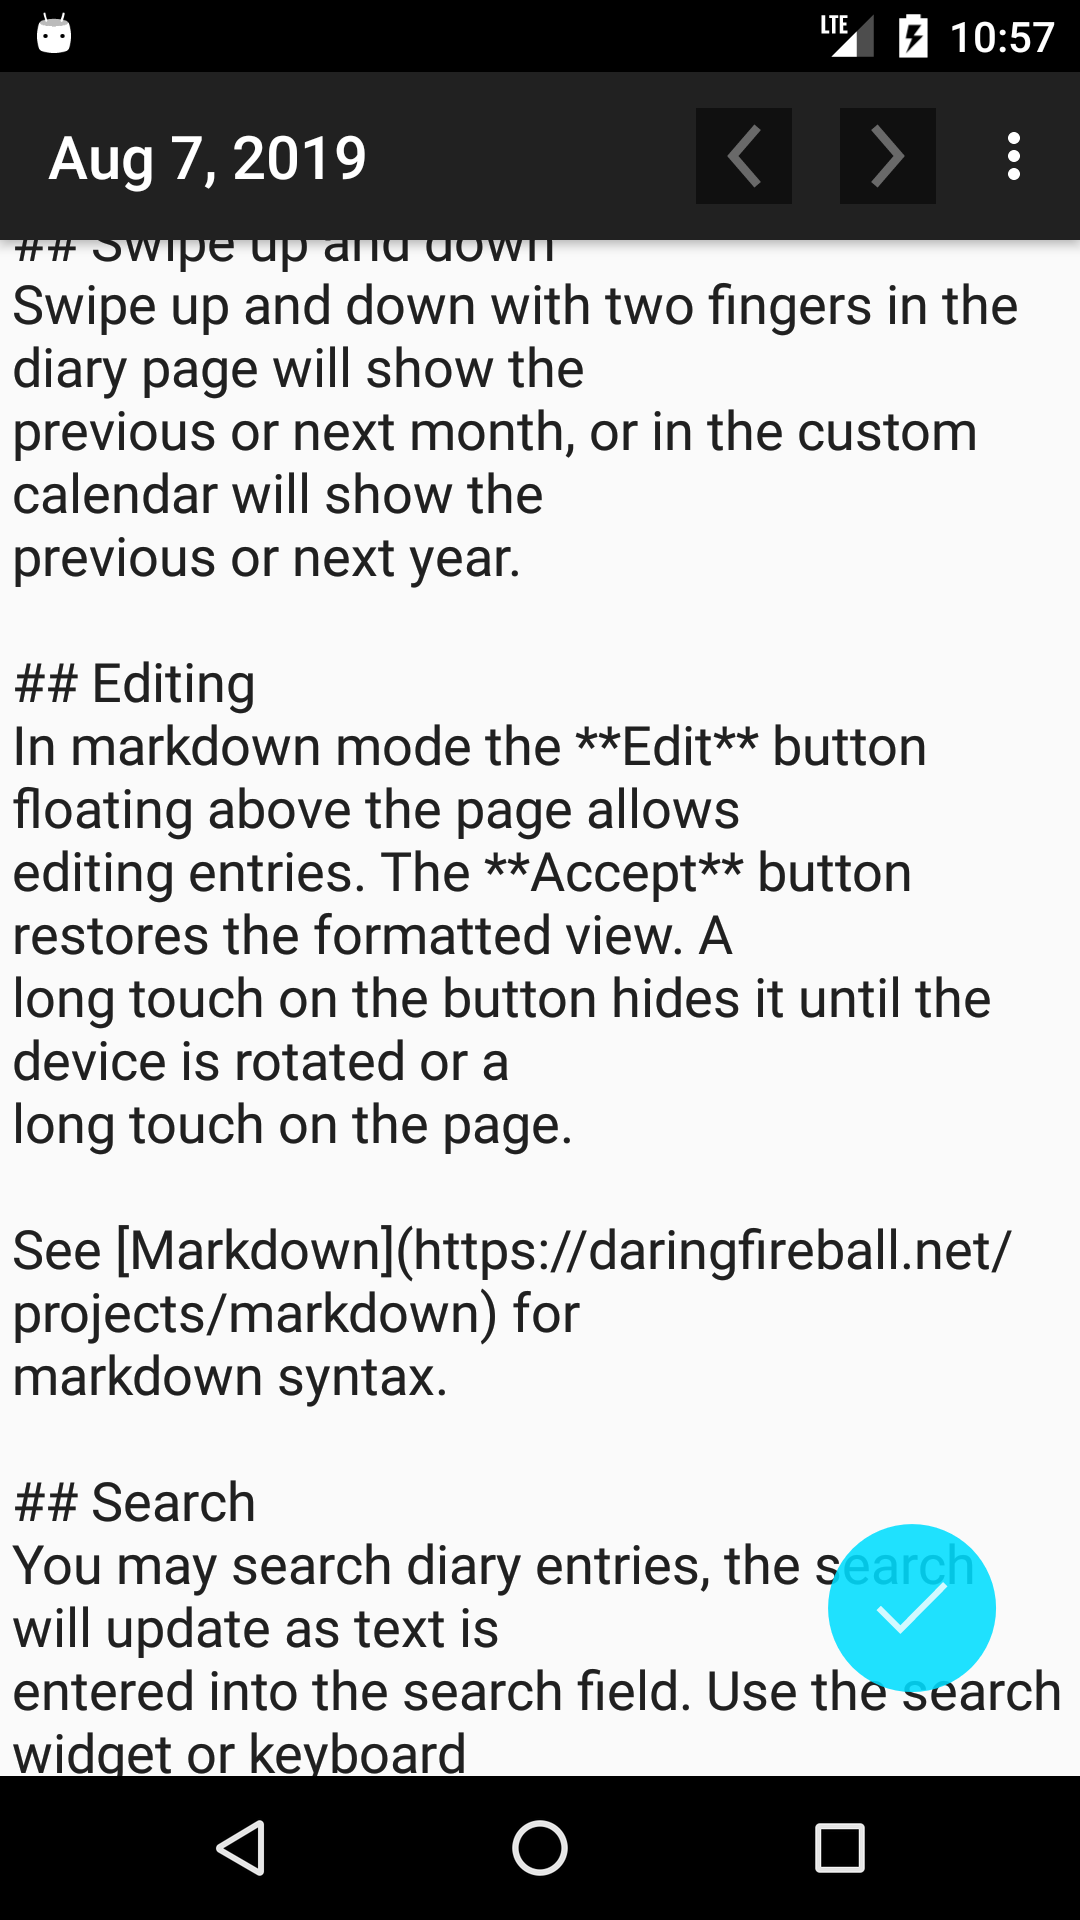 LTE 10:57
Aug 7, 2019
## Swipe up and down
Swipe up and down with two fingers in the
diary page will show the
previous or next month, or in the custom
calendar will show the
previous or next year.
## Editing
In markdown mode the **Edit** button
floating above the page allows
editing entries. The **Accept** button
restores the formatted view. A
long touch on the button hides it until the
device is rotated or a
long touch on the page.
See [Markdown](https://daringfireball.net/
projects/markdown) for
markdown syntax.
## Search
You may search diary entries, the search
will update as text is
entered into the search field. Use the search
widget or keyboard